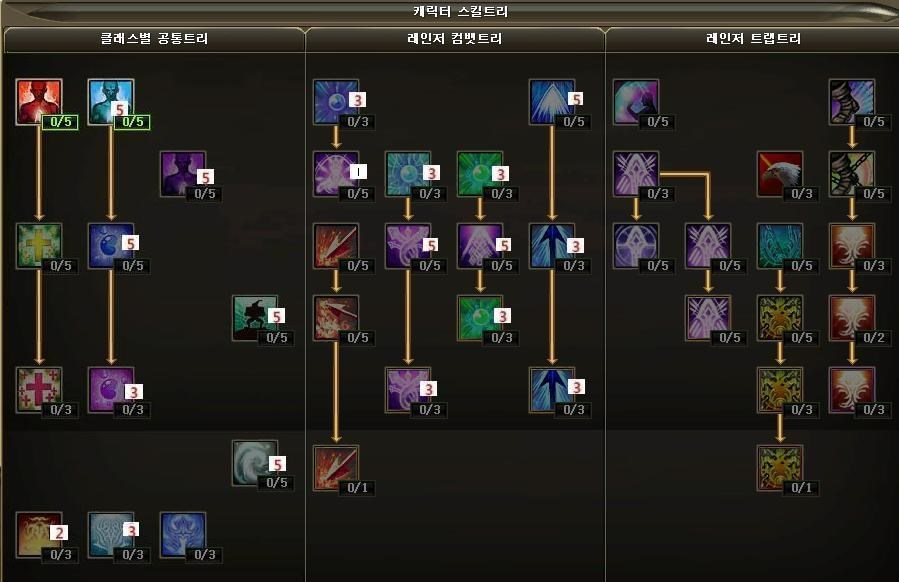 캐릭터 스킬트리
클래스별 공통트리 레인저 컴뱃트리 레인저 트랩트리
0/5 5 0/5 3 0/3 5 0/5 0/5 0/5
5 0/5 I 0/5 3 0/3 3 0/3 0/3 0/3 0/5
0/5 5 0/5 0/5 5 0/5 5 0/5 3 0/3 0/5 0/5 0/5 0/3
5 0/5 0/5 3 0/3 0/5 0/5 0/2
0/3 3 0/3 3 0/3 3 0/3 0/3 0/3
5 0/5 0/1 0/1
2 0/3 3 0/3 0/3